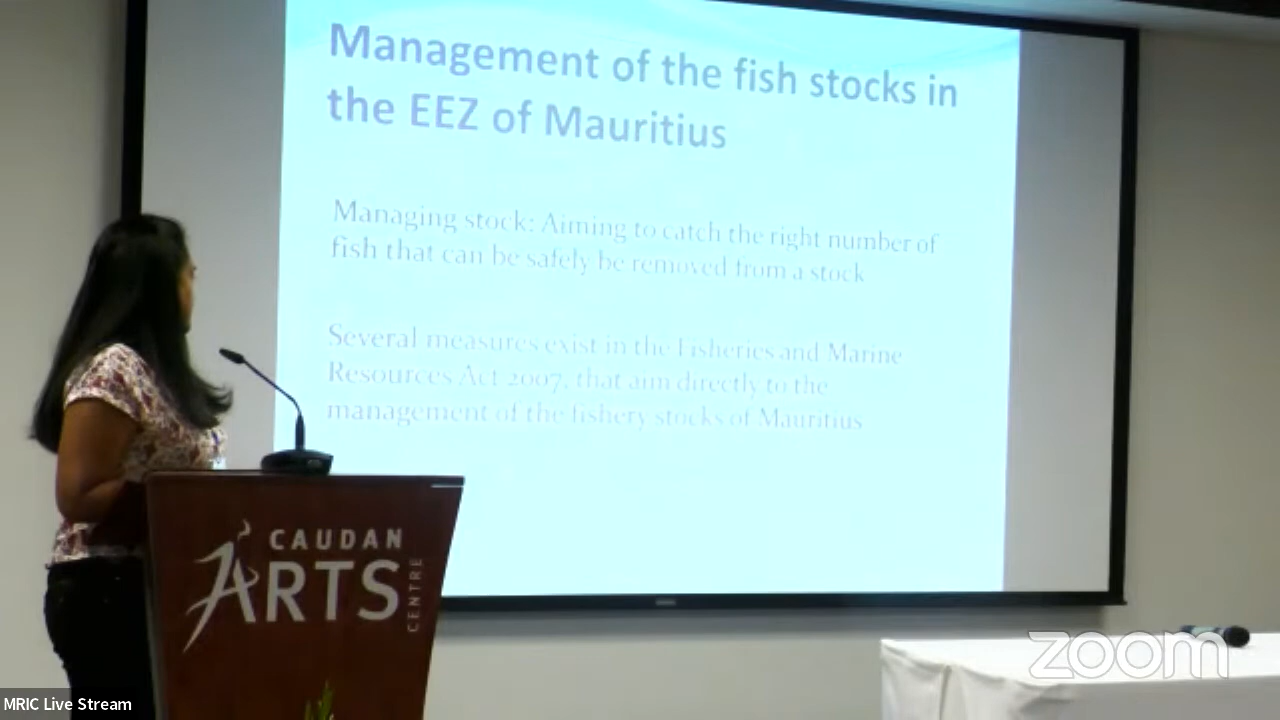 Management of the fish stocks in
the EEZ of Mauritius
Managing stock: Aiming to catch the right number of
fish that can be safely be removed from a stock
Several measures exist in the Fisheries and Marine
Resources Act 2007, that aim directly to the
management of the fishery stocks of Mauritius
CAUDAN
ARTS
CENTRE
zoom
MRIC Live Stream